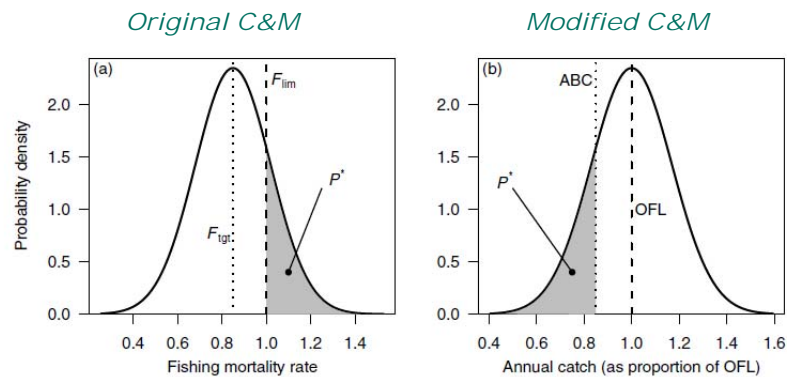 Original C&M
Modified C&M
(a)
F_lim
F_tgt
P*
Probability density
2.0
1.5
1.0
0.5
0.0
0.4 0.6 0.8 1.0 1.2 1.4
Fishing mortality rate
(b)
ABC
P*
OFL
2.0
1.5
1.0
0.5
0.0
0.4 0.6 0.8 1.0 1.2 1.4 1.6
Annual catch (as proportion of OFL)